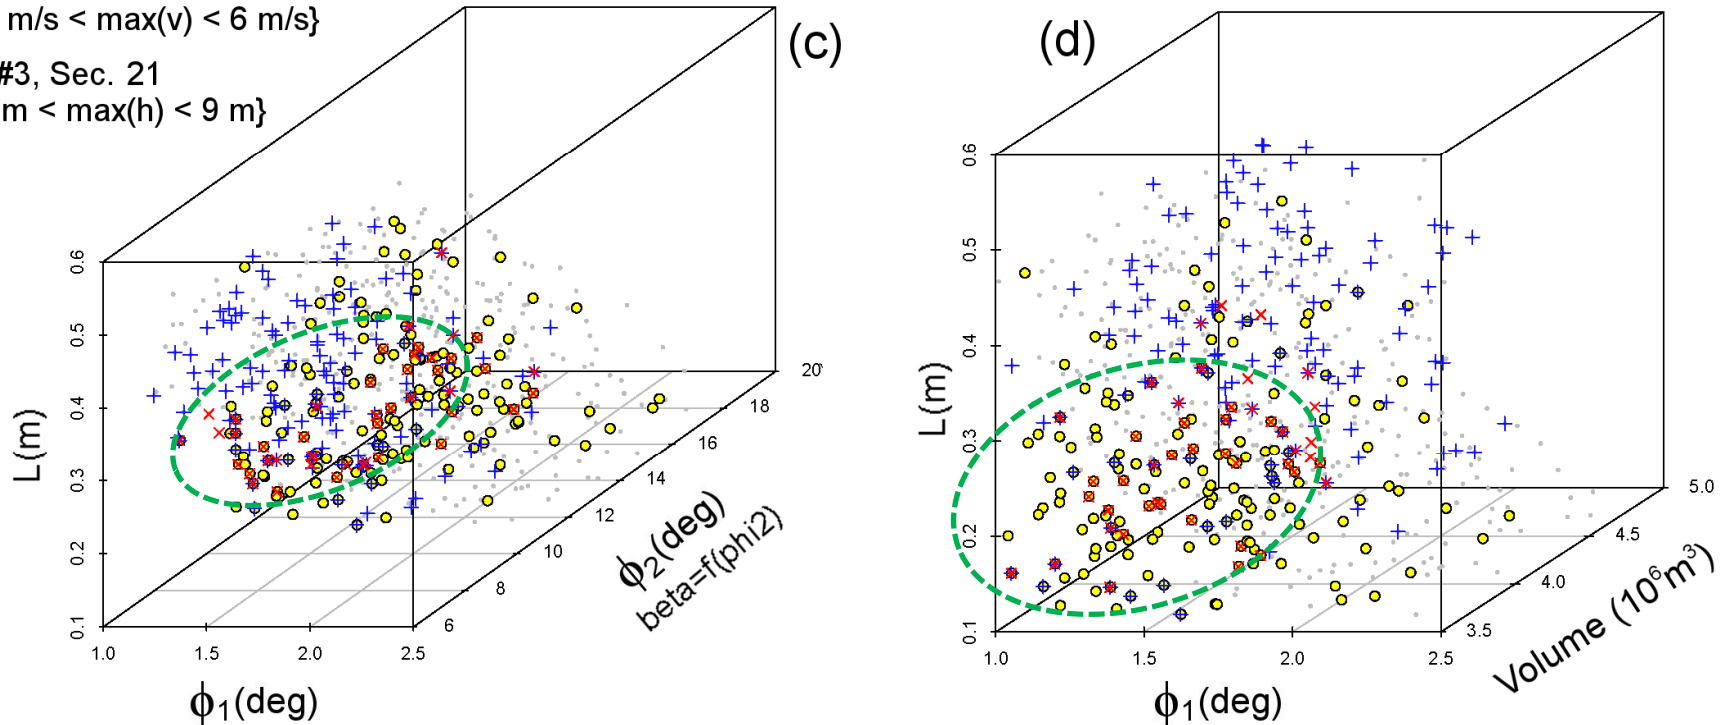 m/s < max(v) < 6 m/s}
#3, Sec. 21
m < max(h) < 9 m}
(c)
0.6
0.5
0.4
0.3
0.2
0.1
L(m)
1.0 1.5 2.0 2.5
ϕ1(deg)
6
8
10
12
14
16
18
20
ϕ2(deg)
beta=f(phi2)
(d)
0.6
0.5
0.4
0.3
0.2
0.1
L(m)
1.0 1.5 2.0 2.5
ϕ1(deg)
3.5
4.0
4.5
5.0
Volume (10⁶m³)